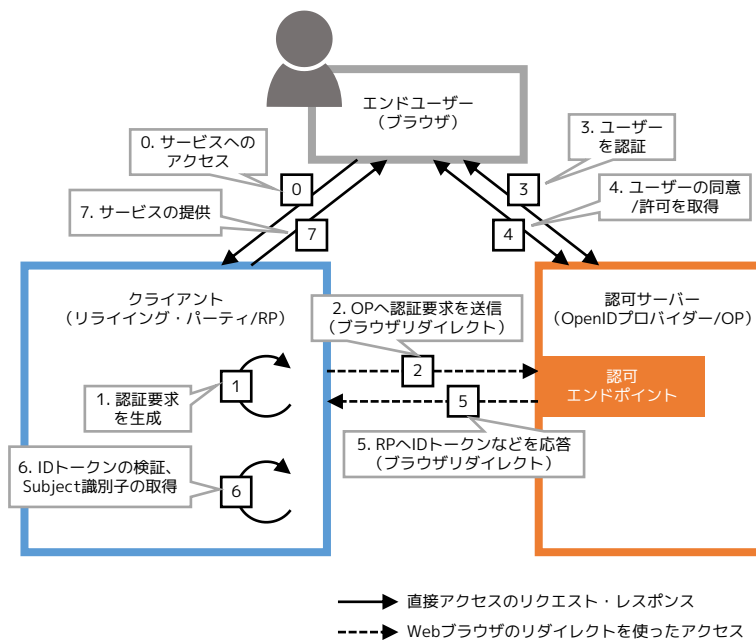 エンドユーザー
（ブラウザ）
0. サービスへの
アクセス
3. ユーザー
を認証
0
3
4. ユーザーの同意
/許可を取得
7. サービスの提供
7
4
クライアント
（リライイング・パーティ/RP）
2. OPへ認証要求を送信
（ブラウザリダイレクト）
認可サーバー
（OpenIDプロバイダー/OP）
2
認可
エンドポイント
1
1. 認証要求
を生成
5
5. RPへIDトークンなどを応答
（ブラウザリダイレクト）
6. IDトークンの検証、
Subject識別子の取得
6
直接アクセスのリクエスト・レスポンス
Webブラウザのリダイレクトを使ったアクセス